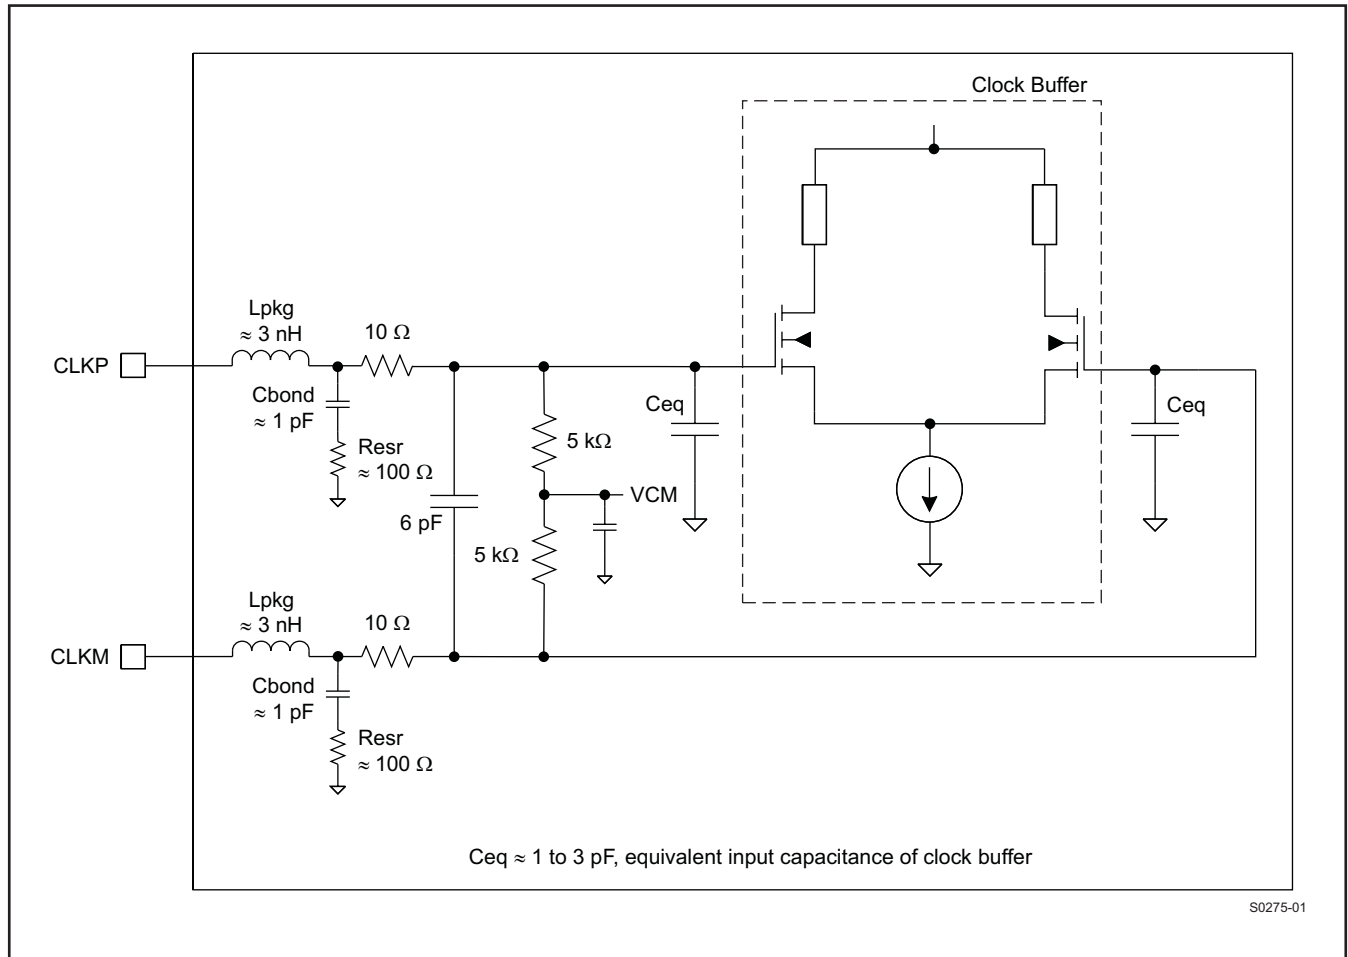 Clock Buffer
Lpkg
≈ 3 nH
10 Ω
CLKP
Cbond
≈ 1 pF
Resr
≈ 100 Ω
6 pF
5 kΩ
VCM
5 kΩ
Ceq
Ceq
Lpkg
≈ 3 nH
10 Ω
CLKM
Cbond
≈ 1 pF
Resr
≈ 100 Ω
Ceq ≈ 1 to 3 pF, equivalent input capacitance of clock buffer
S0275-01